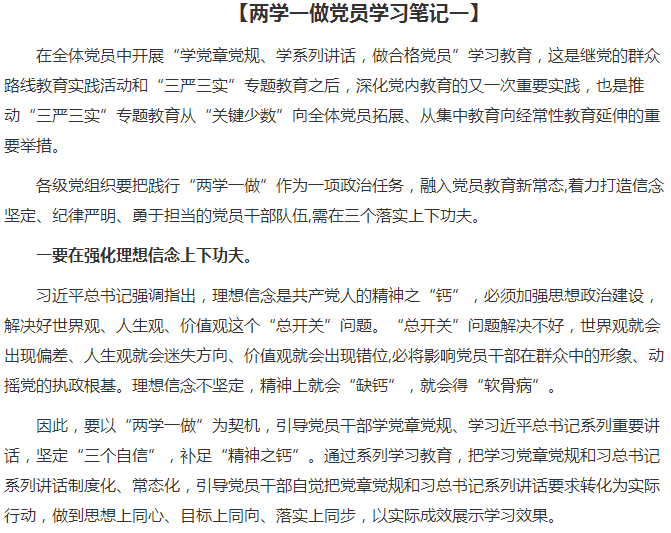 【两学一做党员学习笔记一】
在全体党员中开展“学党章党规、学系列讲话，做合格党员”学习教育，这是继党的群众
路线教育实践活动和“三严三实”专题教育之后，深化党内教育的又一次重要实践，也是推
动“三严三实”专题教育从“关键少数”向全体党员拓展、从集中教育向经常性教育延伸的重
要举措。
各级党组织要把践行“两学一做”作为一项政治任务，融入党员教育新常态,着力打造信念
坚定、纪律严明、勇于担当的党员干部队伍,需在三个落实上下功夫。
一要在强化理想信念上下功夫。
习近平总书记强调指出，理想信念是共产党人的精神之“钙”，必须加强思想政治建设，
解决好世界观、人生观、价值观这个“总开关”问题。“总开关”问题解决不好，世界观就会
出现偏差、人生观就会迷失方向、价值观就会出现错位,必将影响党员干部在群众中的形象、动
摇党的执政根基。理想信念不坚定，精神上就会“缺钙”，就会得“软骨病”。
因此，要以“两学一做”为契机，引导党员干部学党章党规、学习近平总书记系列重要讲
话，坚定“三个自信”，补足“精神之钙”。通过系列学习教育，把学习党章党规和习总书记
系列讲话制度化、常态化，引导党员干部自觉把党章党规和习总书记系列讲话要求转化为实际
行动，做到思想上同心、目标上同向、落实上同步，以实际成效展示学习效果。